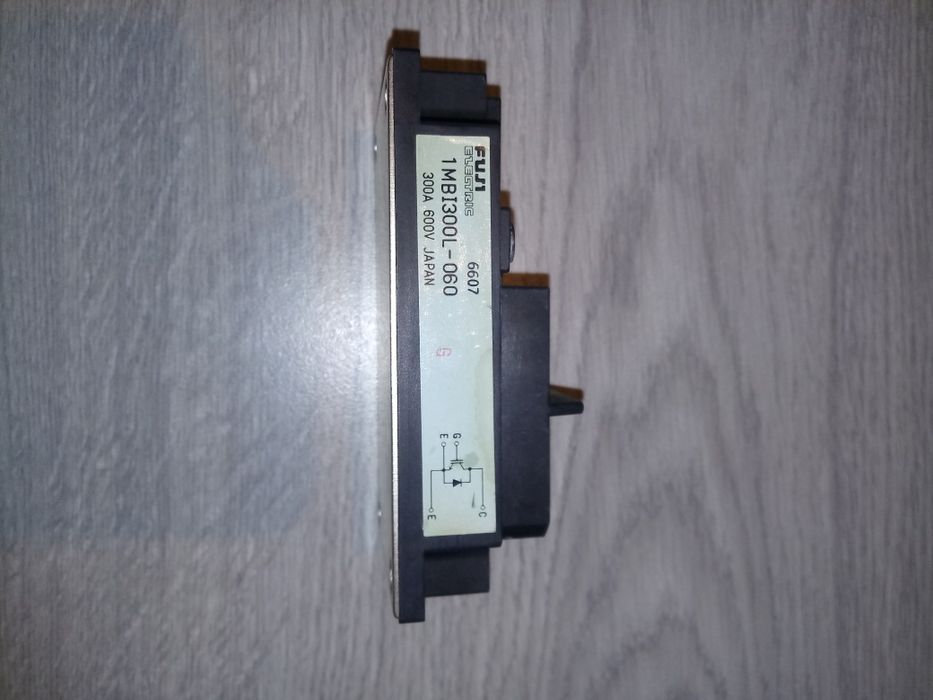 FUJI
ELECTRIC
6607
1MBI300L-060
300A 600V JAPAN
G
G
E
C
E